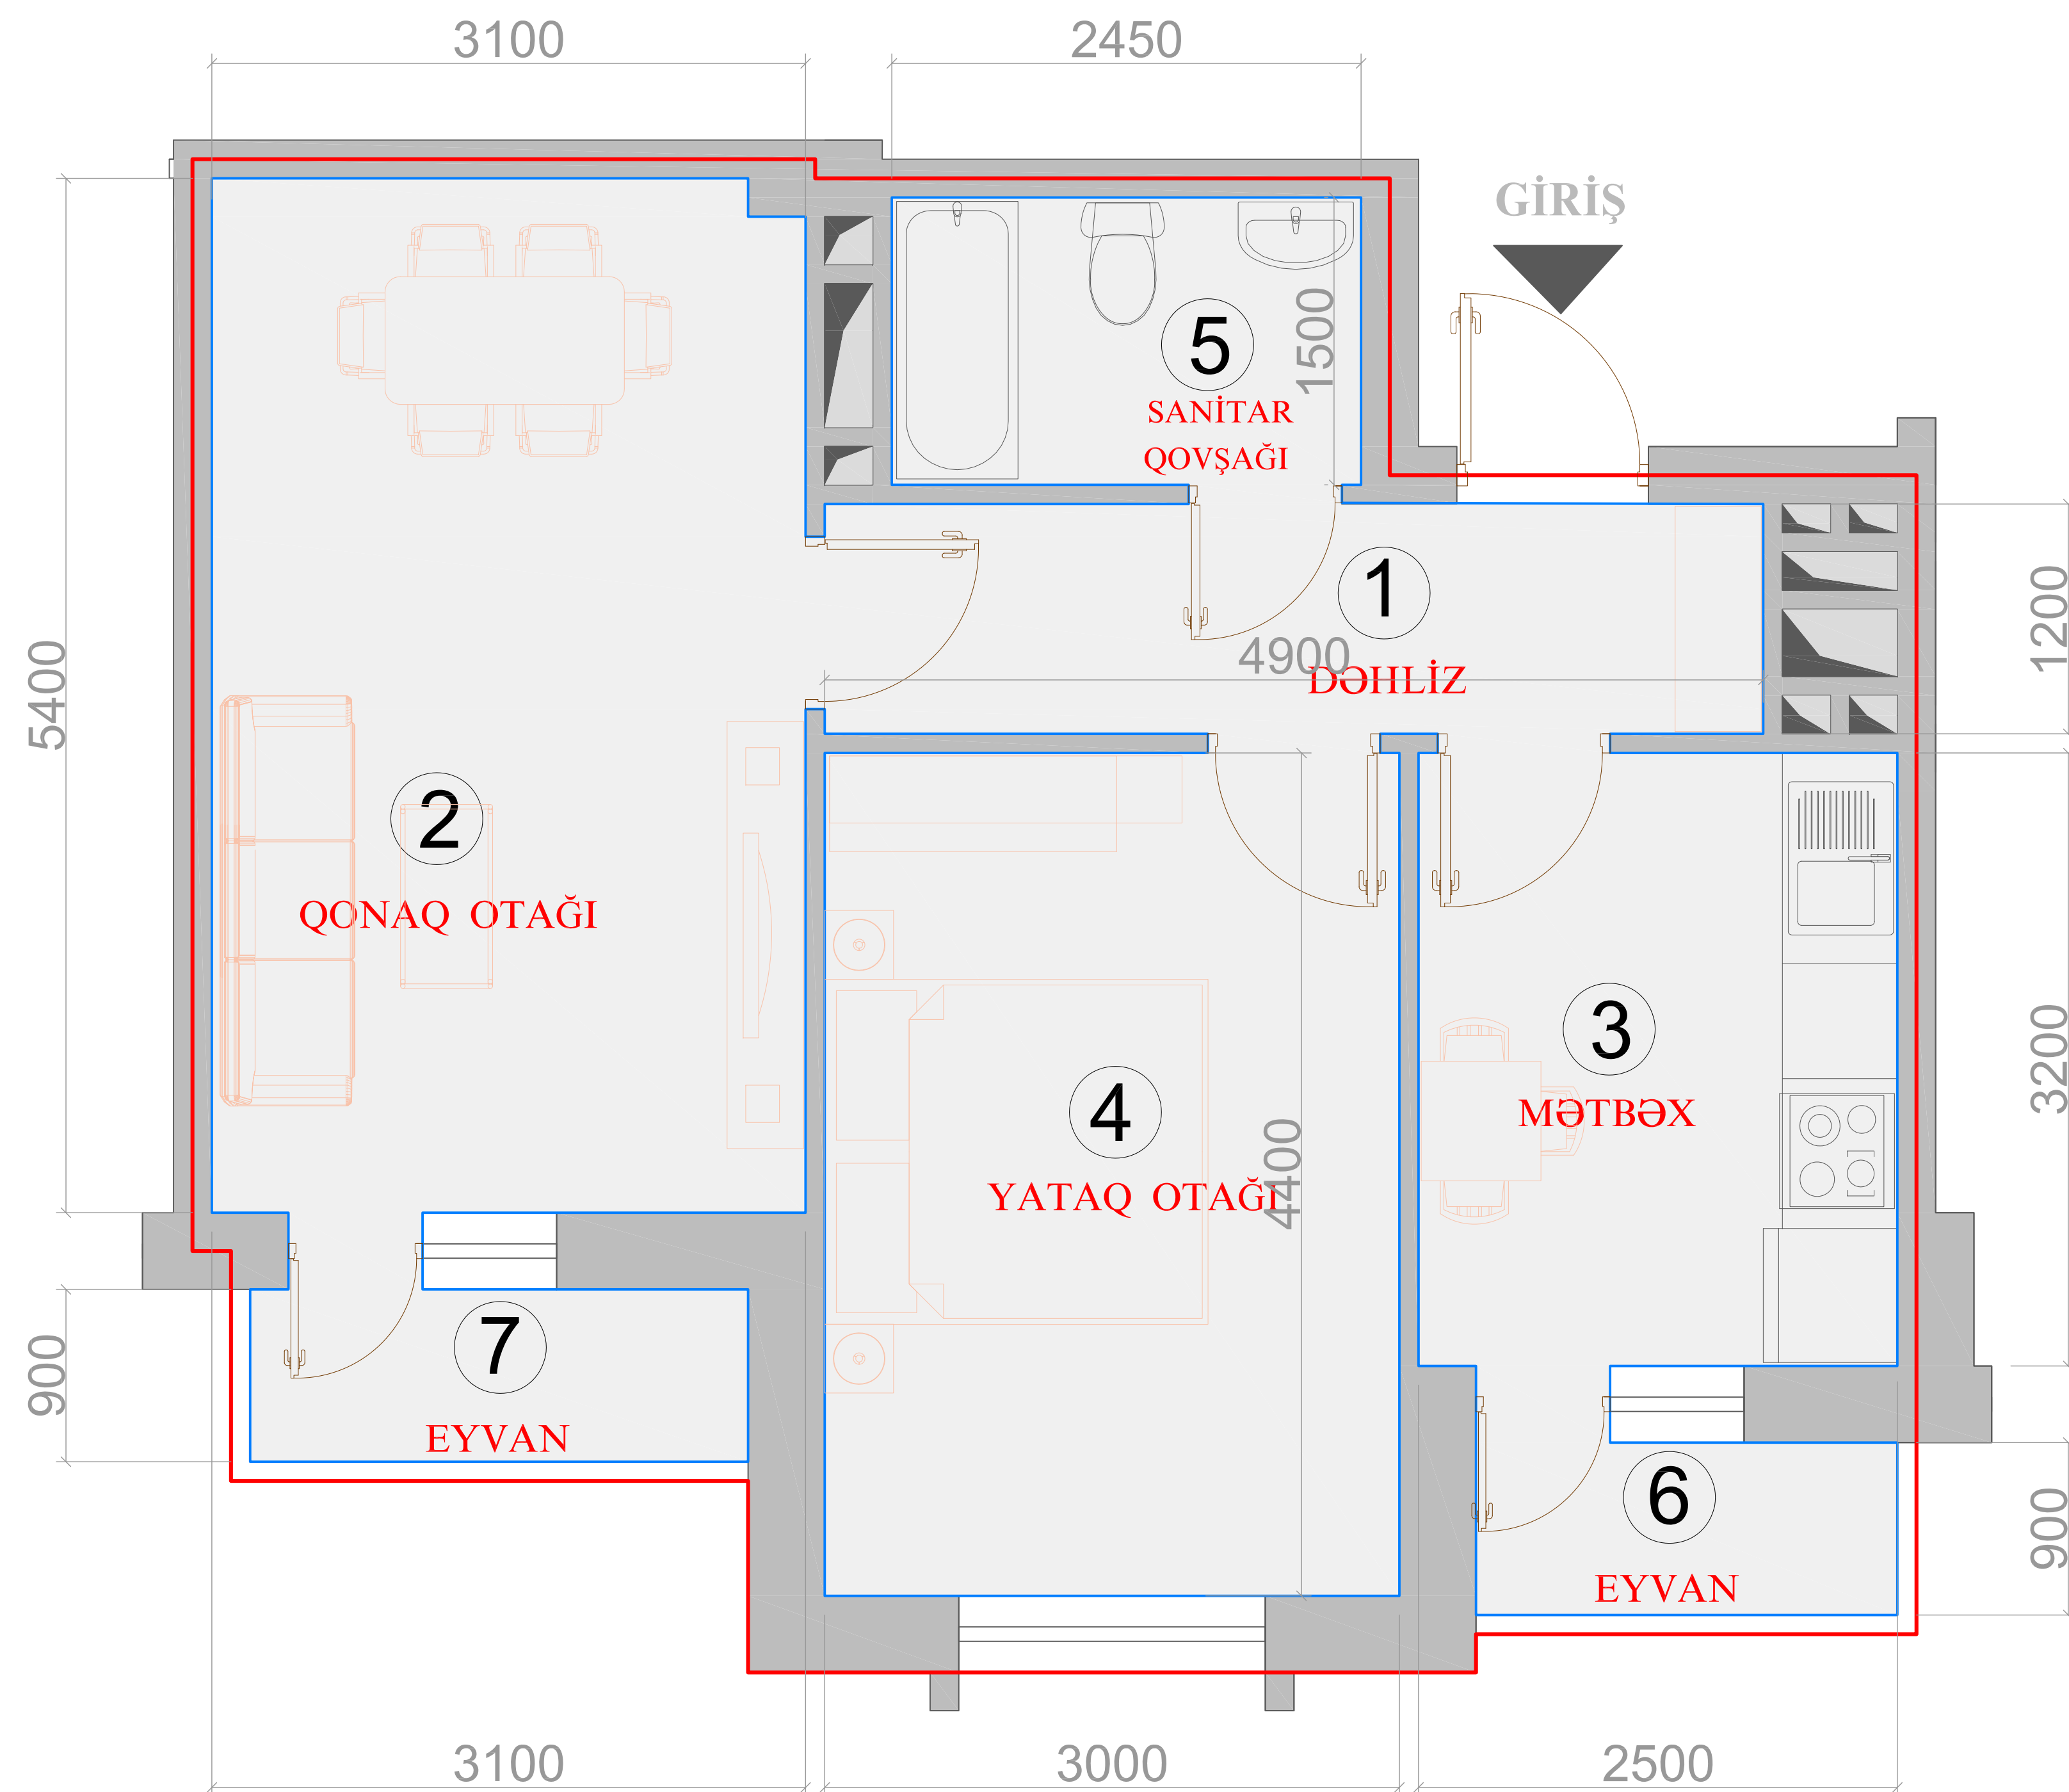 3100
2450
GİRİŞ
5
SANİTAR
QOVŞAĞI
1500
1
4900
DƏHLİZ
1200
5400
2
QONAQ OTAĞI
3
MƏTBƏX
3200
4
YATAQ OTAĞI
4400
7
EYVAN
900
6
EYVAN
900
3100
3000
2500